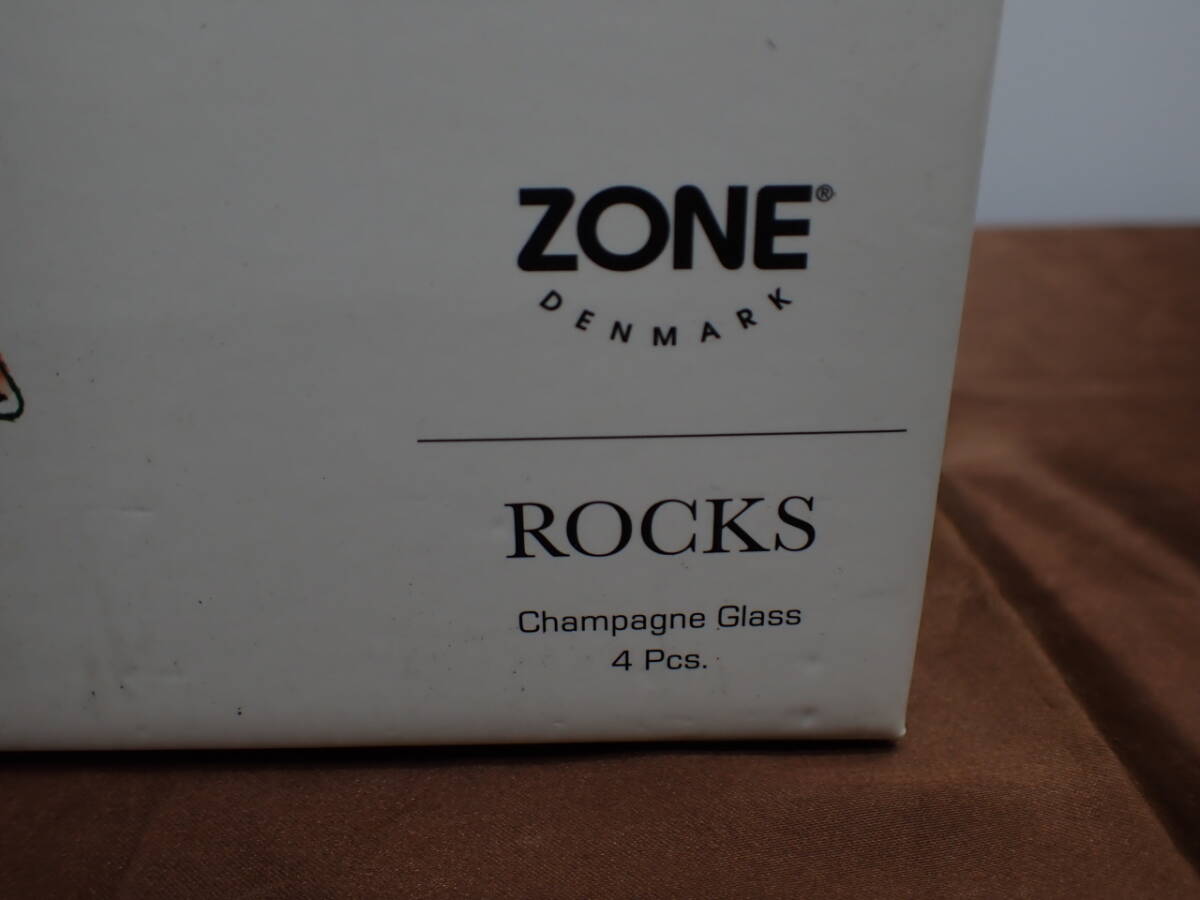 ZONE®
DENMARK
ROCKS
Champagne Glass
4 Pcs.